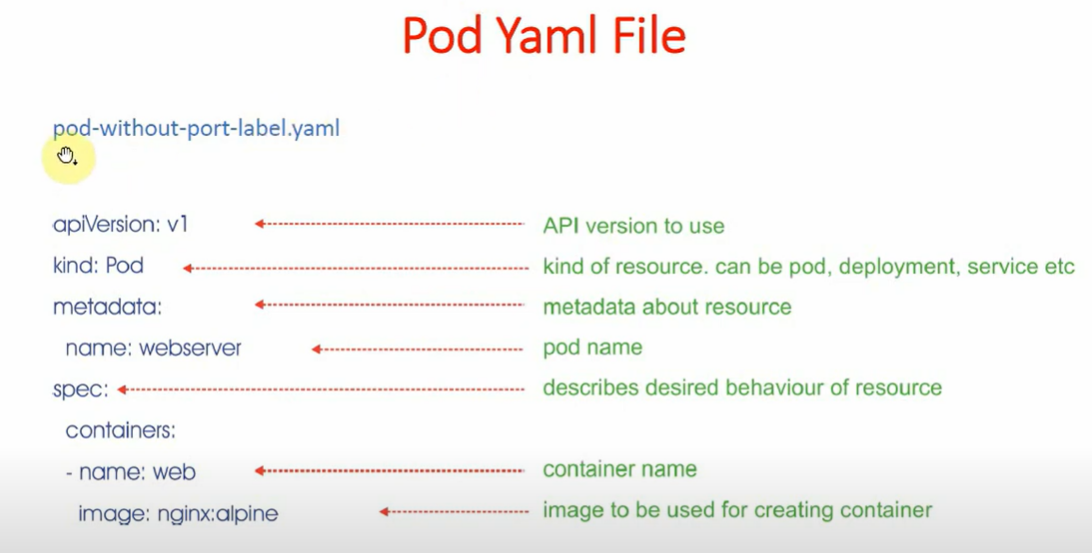 Pod Yaml File
pod-without-port-label.yaml
apiVersion: v1 API version to use
kind: Pod kind of resource. can be pod, deployment, service etc
metadata: metadata about resource
name: webserver pod name
spec: describes desired behaviour of resource
containers:
- name: web container name
image: nginx:alpine image to be used for creating container